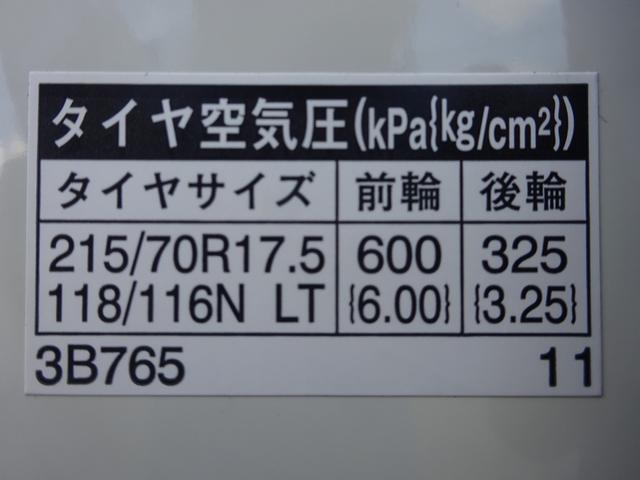 タイヤ空気圧(kPa{kg/cm²})
タイヤサイズ 前輪 後輪
215/70R17.5 600 325
118/116N LT {6.00} {3.25}
3B765 11